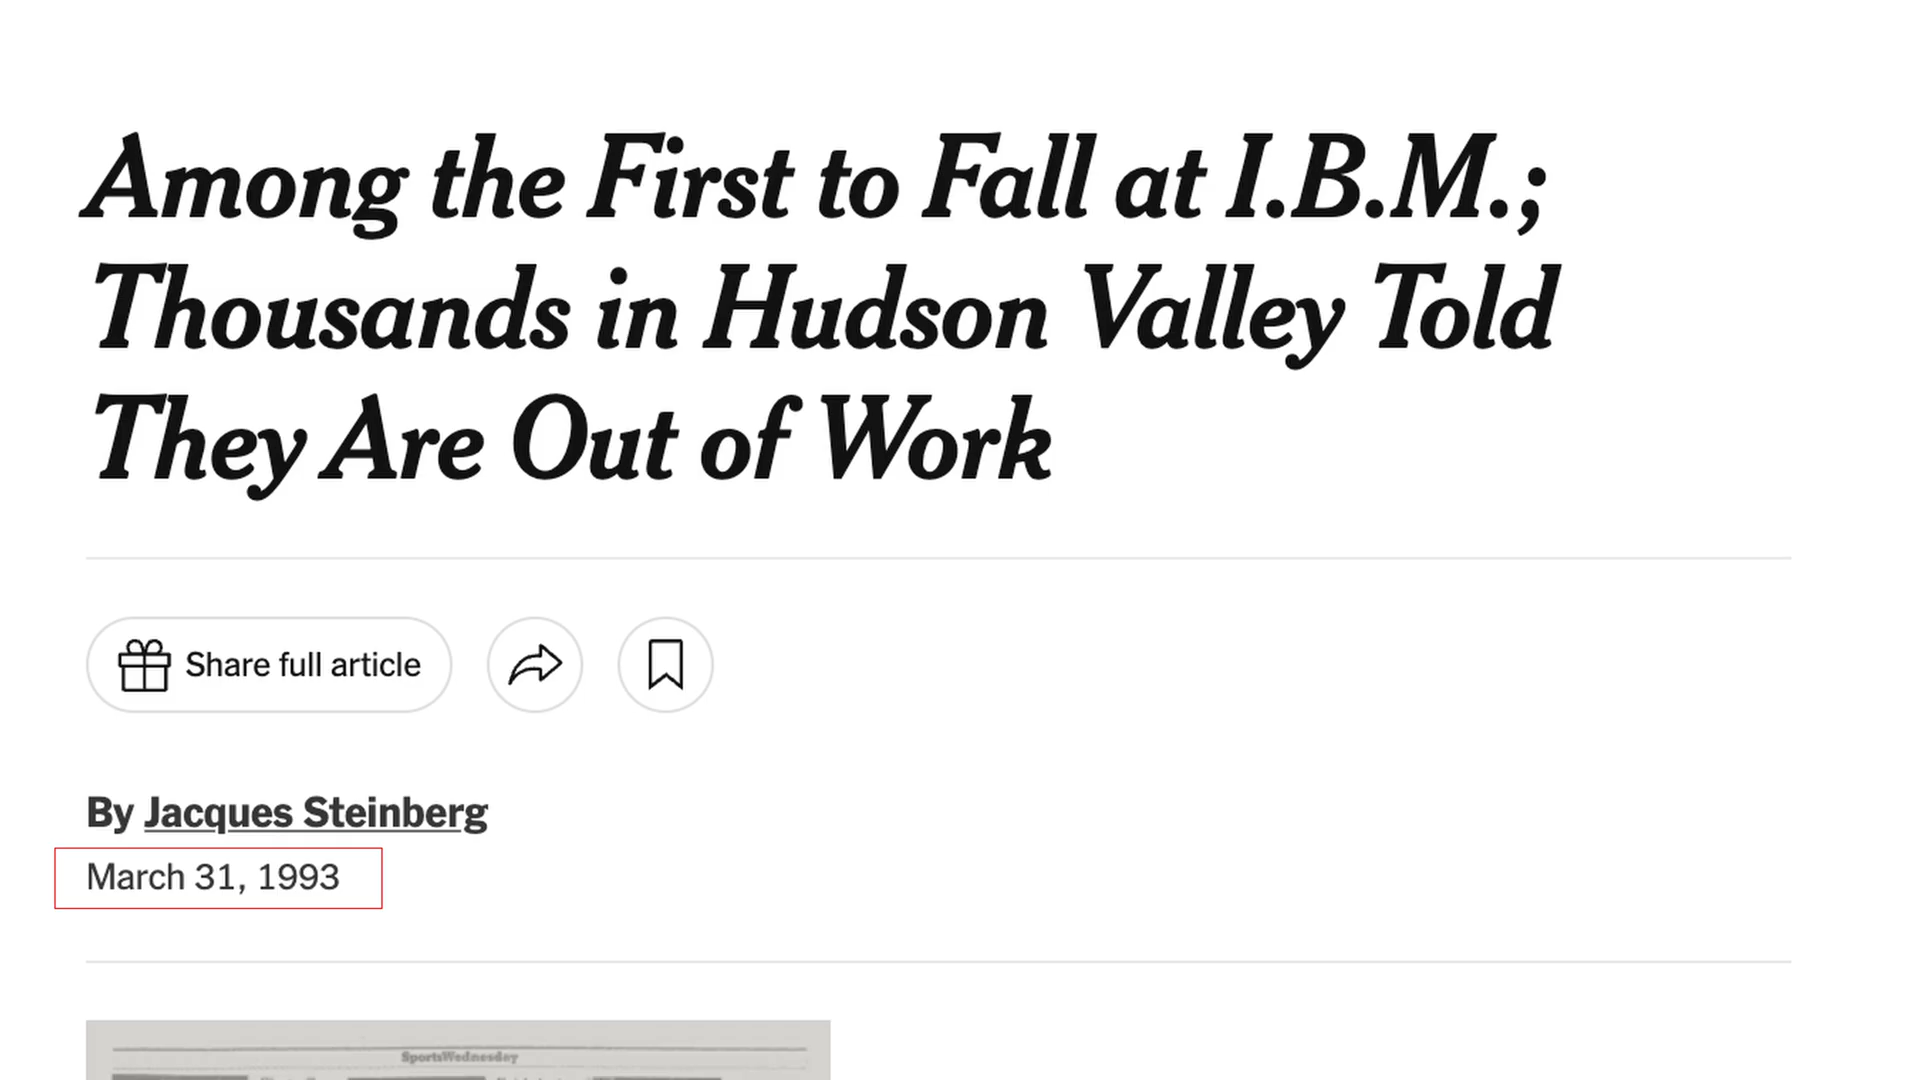 Among the First to Fall at I.B.M.;
Thousands in Hudson Valley Told
They Are Out of Work
Share full article
By Jacques Steinberg
March 31, 1993
SportsWednesday